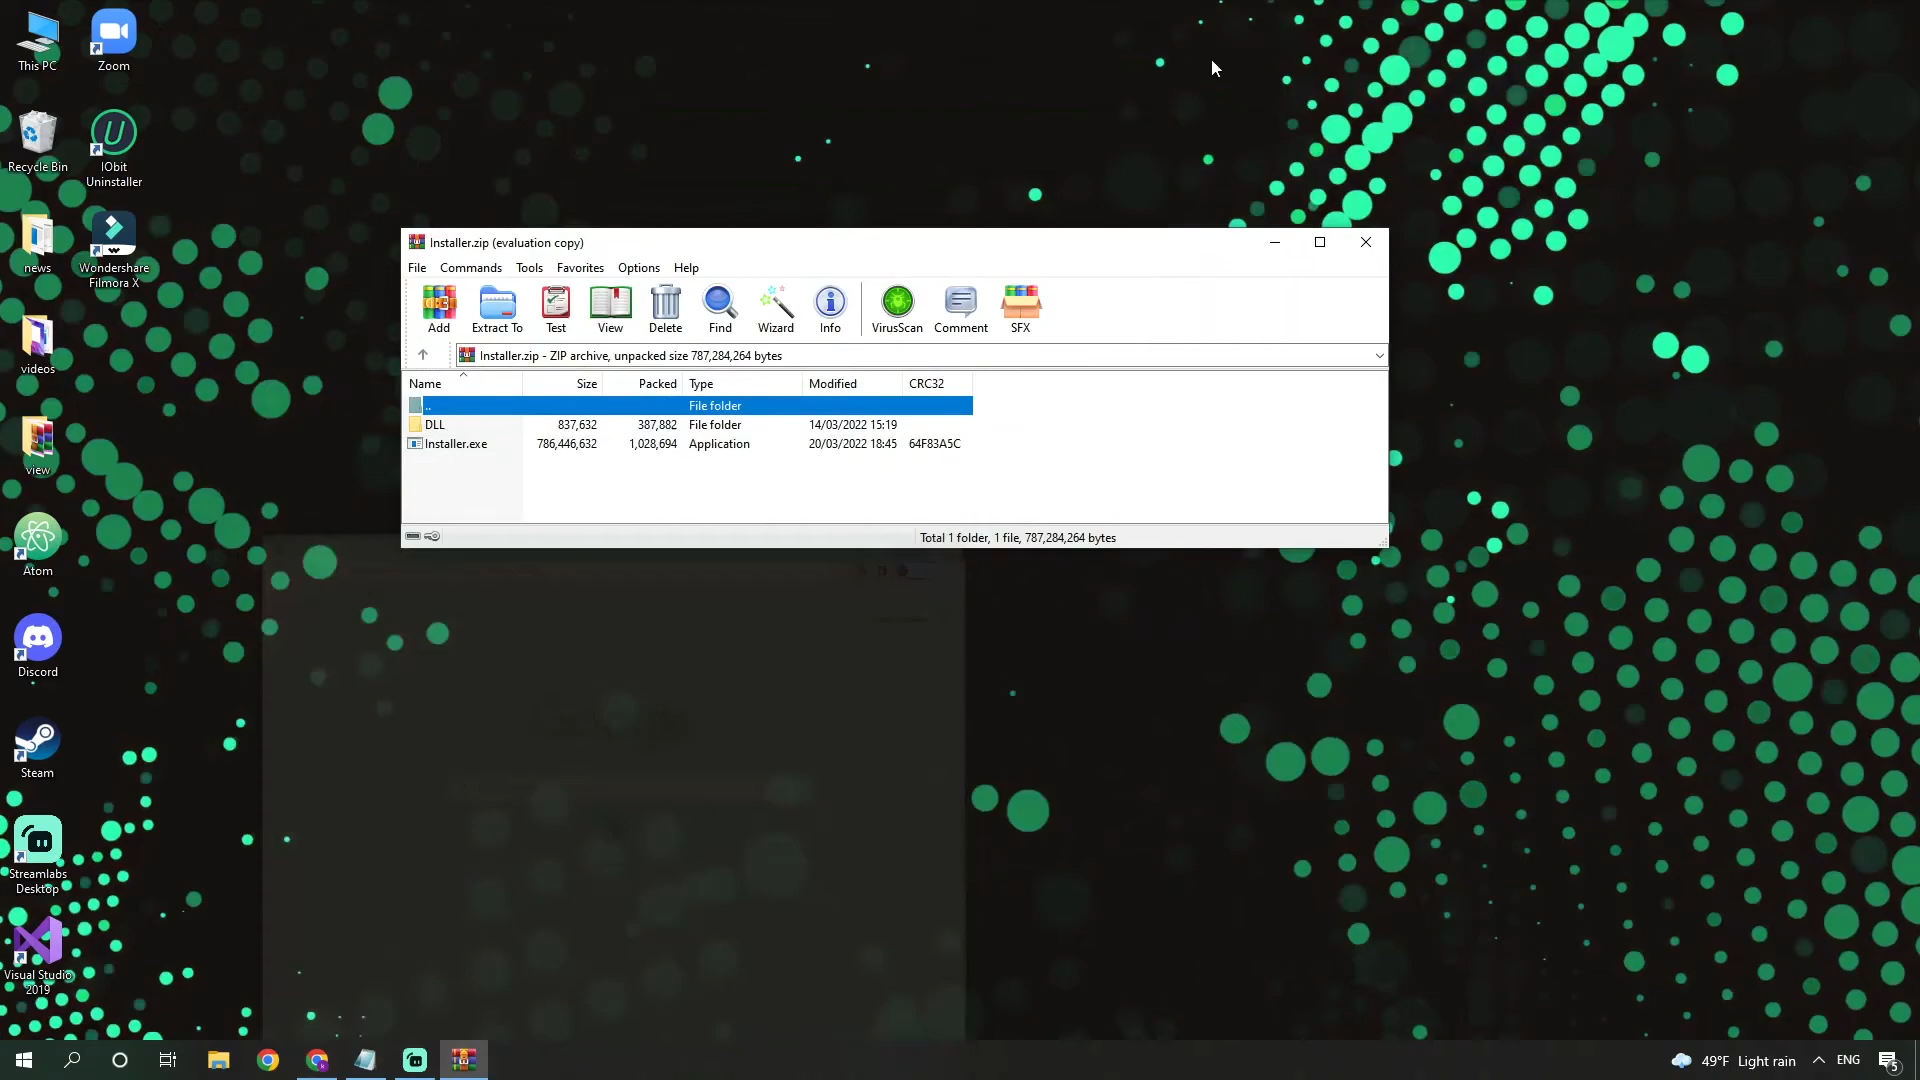 This PC
Zoom
Recycle Bin
IObit
Uninstaller
news
Wondershare
Filmora X
videos
view
Atom
Discord
Steam
Streamlabs
Desktop
Visual Studio
2019
Installer.zip (evaluation copy)
File Commands Tools Favorites Options Help
Add Extract To Test View Delete Find Wizard Info VirusScan Comment SFX
Installer.zip - ZIP archive, unpacked size 787,284,264 bytes
Name Size Packed Type Modified CRC32
.. File folder
DLL 837,632 387,882 File folder 14/03/2022 15:19
Installer.exe 786,446,632 1,028,694 Application 20/03/2022 18:45 64F83A5C
Total 1 folder, 1 file, 787,284,264 bytes
49°F Light rain ENG 5